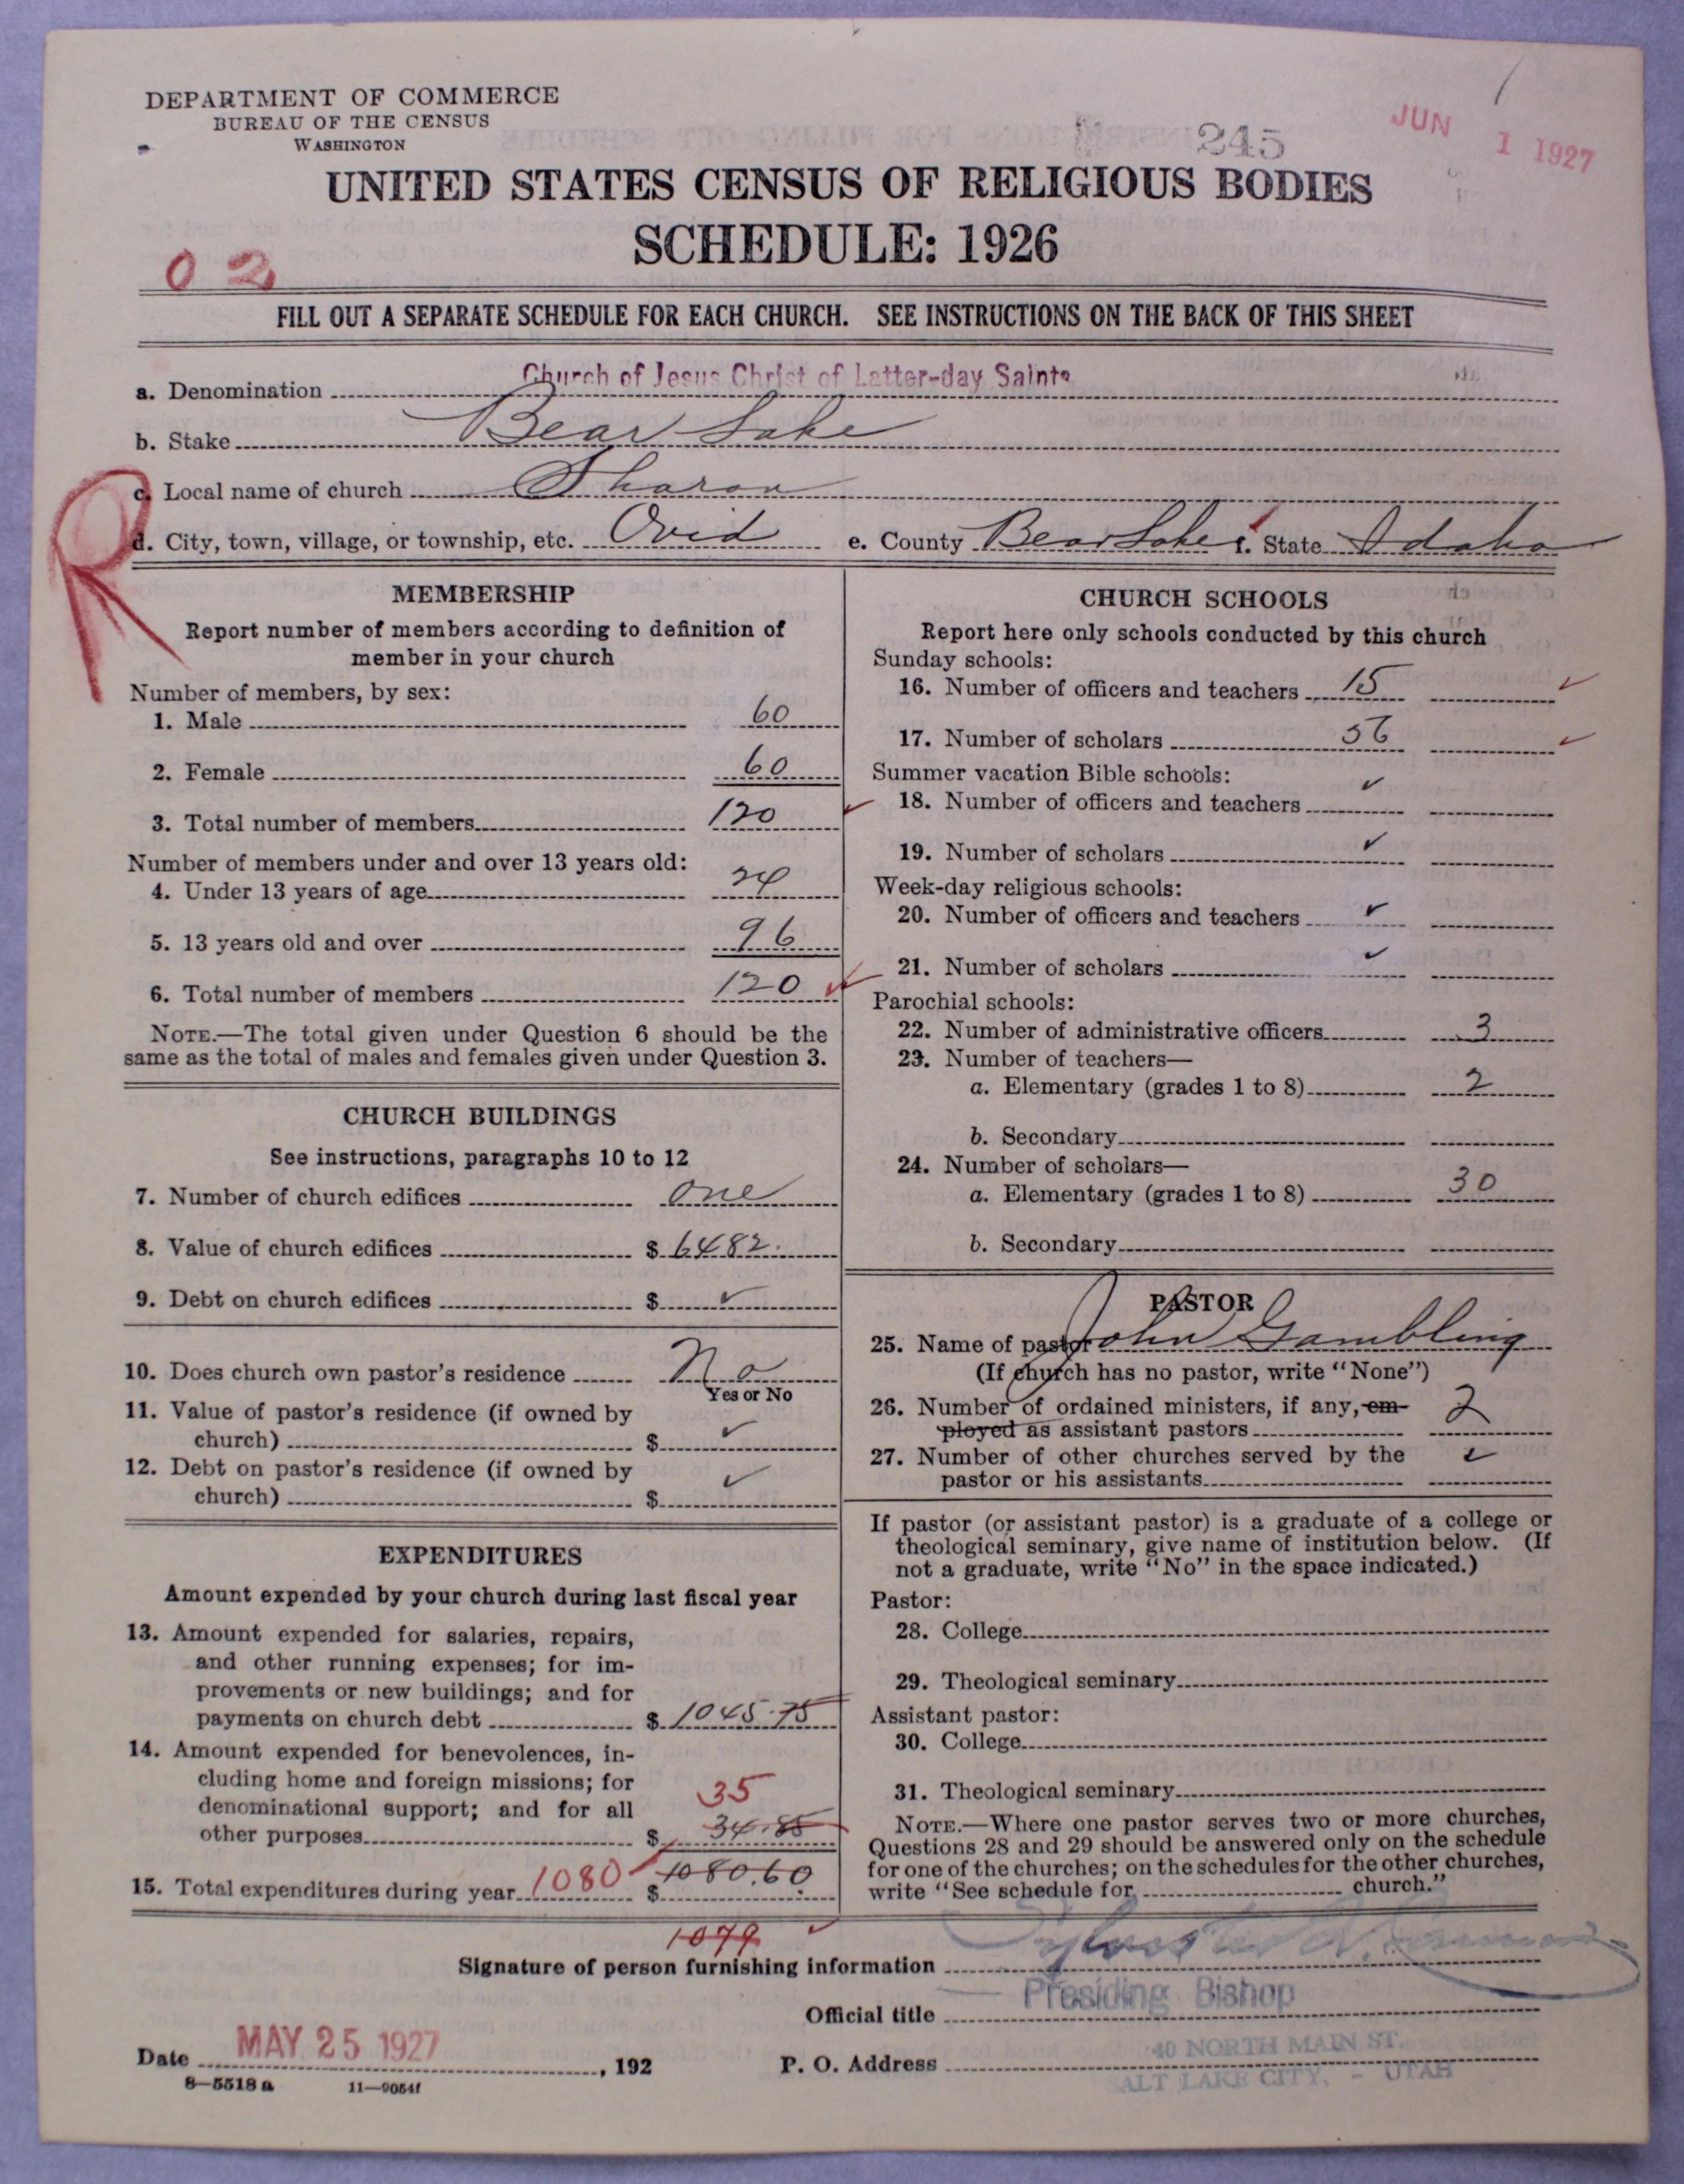 DEPARTMENT OF COMMERCE
BUREAU OF THE CENSUS
WASHINGTON
245
JUN 1 1927
UNITED STATES CENSUS OF RELIGIOUS BODIES
SCHEDULE: 1926
02
FILL OUT A SEPARATE SCHEDULE FOR EACH CHURCH. SEE INSTRUCTIONS ON THE BACK OF THIS SHEET
a. Denomination Church of Jesus Christ of Latter-day Saints
b. Stake Bear Lake
R
c. Local name of church Sharon
d. City, town, village, or township, etc. Ovid e. County Bear Lake f. State Idaho
MEMBERSHIP
Report number of members according to definition of
member in your church
Number of members, by sex:
1. Male 60
2. Female 60
3. Total number of members 120
Number of members under and over 13 years old:
4. Under 13 years of age 24
5. 13 years old and over 96
6. Total number of members 120
NOTE.—The total given under Question 6 should be the
same as the total of males and females given under Question 3.
CHURCH BUILDINGS
See instructions, paragraphs 10 to 12
7. Number of church edifices one
8. Value of church edifices $ 6482.
9. Debt on church edifices $ ✓
10. Does church own pastor's residence No
Yes or No
11. Value of pastor's residence (if owned by
church) $ ✓
12. Debt on pastor's residence (if owned by
church) $ ✓
EXPENDITURES
Amount expended by your church during last fiscal year
13. Amount expended for salaries, repairs,
and other running expenses; for im-
provements or new buildings; and for
payments on church debt $ 1045.75
14. Amount expended for benevolences, in-
cluding home and foreign missions; for
denominational support; and for all
35
other purposes $ 34.85
15. Total expenditures during year 1080 $ 1080.60
1079
CHURCH SCHOOLS
Report here only schools conducted by this church
Sunday schools:
16. Number of officers and teachers 15 ✓
17. Number of scholars 56 ✓
Summer vacation Bible schools:
18. Number of officers and teachers ✓
19. Number of scholars ✓
Week-day religious schools:
20. Number of officers and teachers ✓
21. Number of scholars ✓
Parochial schools:
22. Number of administrative officers 3
23. Number of teachers—
a. Elementary (grades 1 to 8) 2
b. Secondary
24. Number of scholars—
a. Elementary (grades 1 to 8) 30
b. Secondary
PASTOR
25. Name of pastor John Gambling
(If church has no pastor, write "None")
26. Number of ordained ministers, if any, em-
ployed as assistant pastors 2
27. Number of other churches served by the
pastor or his assistants ✓
If pastor (or assistant pastor) is a graduate of a college or
theological seminary, give name of institution below. (If
not a graduate, write "No" in the space indicated.)
Pastor:
28. College
29. Theological seminary
Assistant pastor:
30. College
31. Theological seminary
NOTE.—Where one pastor serves two or more churches,
Questions 28 and 29 should be answered only on the schedule
for one of the churches; on the schedules for the other churches,
write "See schedule for church."
Signature of person furnishing information
Official title Presiding Bishop
Date MAY 25 1927, 192
P. O. Address 40 NORTH MAIN ST.
SALT LAKE CITY, - UTAH
8—5518 a 11—9054f